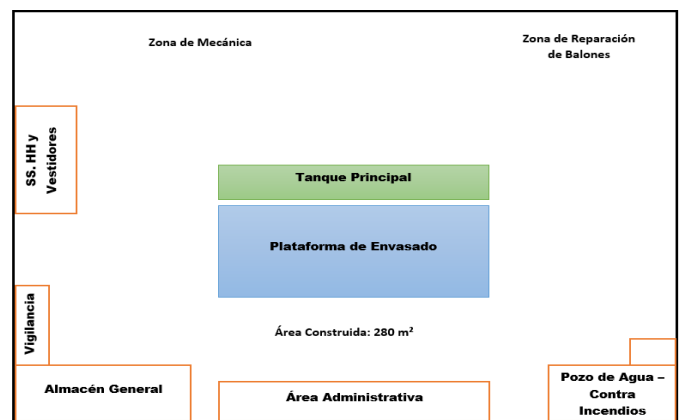 Zona de Mecánica
Zona de Reparación
de Balones
SS. HH y
Vestidores
Tanque Principal
Plataforma de Envasado
Vigilancia
Área Construida: 280 m²
Almacén General
Área Administrativa
Pozo de Agua –
Contra
Incendios